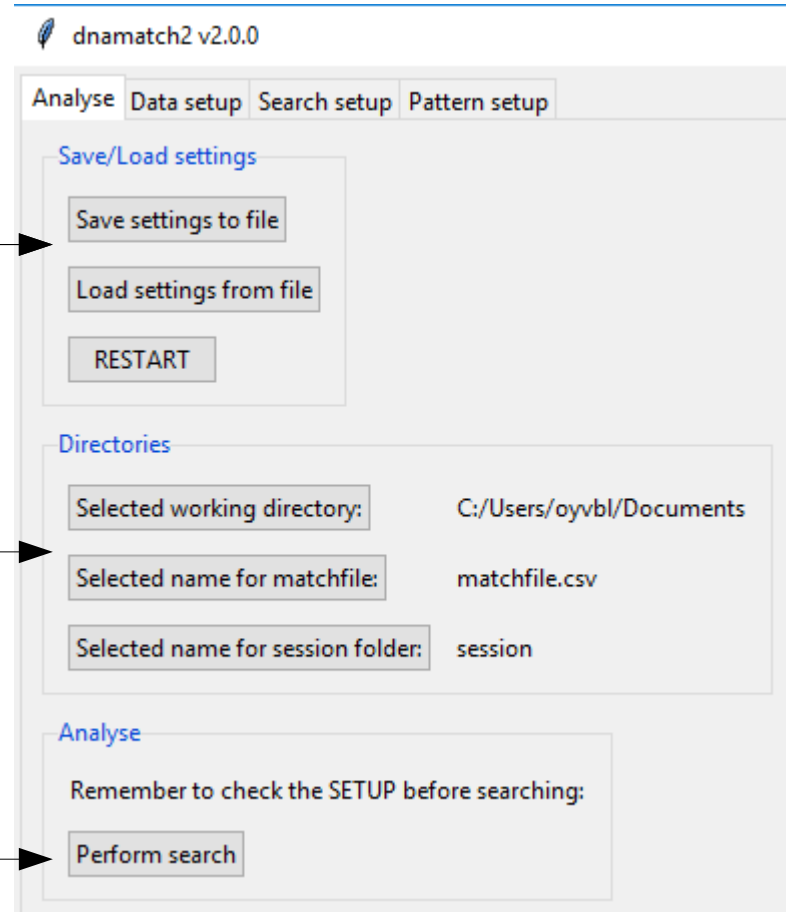 dnamatch2 v2.0.0
Analyse Data setup Search setup Pattern setup
Save/Load settings
Save settings to file
Load settings from file
RESTART
Directories
Selected working directory: C:/Users/oyvbl/Documents
Selected name for matchfile: matchfile.csv
Selected name for session folder: session
Analyse
Remember to check the SETUP before searching:
Perform search